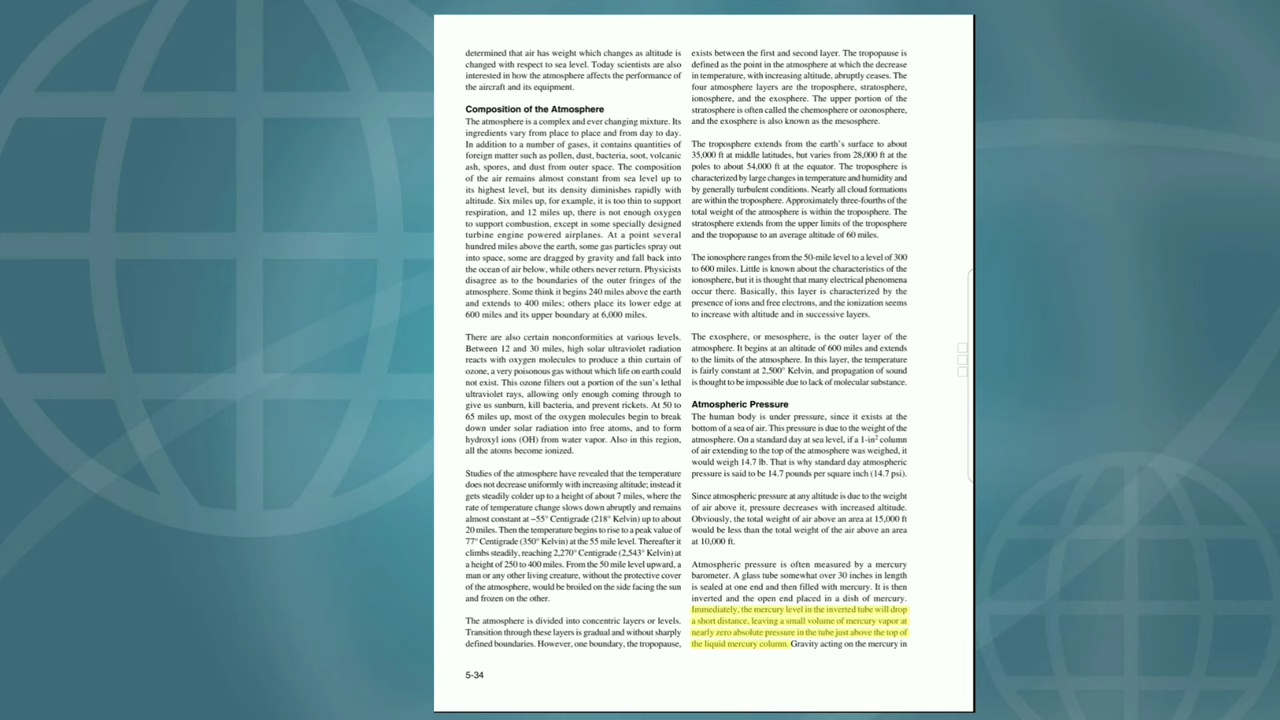 determined that air has weight which changes as altitude is
changed with respect to sea level. Today scientists are also
interested in how the atmosphere affects the performance of
the aircraft and its equipment.
Composition of the Atmosphere
The atmosphere is a complex and ever changing mixture. Its
ingredients vary from place to place and from day to day.
In addition to a number of gases, it contains quantities of
foreign matter such as pollen, dust, bacteria, soot, volcanic
ash, spores, and dust from outer space. The composition
of the air remains almost constant from sea level up to
its highest level, but its density diminishes rapidly with
altitude. Six miles up, for example, it is too thin to support
respiration, and 12 miles up, there is not enough oxygen
to support combustion, except in some specially designed
turbine engine powered airplanes. At a point several
hundred miles above the earth, some gas particles spray out
into space, some are dragged by gravity and fall back into
the ocean of air below, while others never return. Physicists
disagree as to the boundaries of the outer fringes of the
atmosphere. Some think it begins 240 miles above the earth
and extends to 400 miles; others place its lower edge at
600 miles and its upper boundary at 6,000 miles.
There are also certain nonconformities at various levels.
Between 12 and 30 miles, high solar ultraviolet radiation
reacts with oxygen molecules to produce a thin curtain of
ozone, a very poisonous gas without which life on earth could
not exist. This ozone filters out a portion of the sun's lethal
ultraviolet rays, allowing only enough coming through to
give us sunburn, kill bacteria, and prevent rickets. At 50 to
65 miles up, most of the oxygen molecules begin to break
down under solar radiation into free atoms, and to form
hydroxyl ions (OH) from water vapor. Also in this region,
all the atoms become ionized.
Studies of the atmosphere have revealed that the temperature
does not decrease uniformly with increasing altitude; instead it
gets steadily colder up to a height of about 7 miles, where the
rate of temperature change slows down abruptly and remains
almost constant at −55° Centigrade (218° Kelvin) up to about
20 miles. Then the temperature begins to rise to a peak value of
77° Centigrade (350° Kelvin) at the 55 mile level. Thereafter it
climbs steadily, reaching 2,270° Centigrade (2,543° Kelvin) at
a height of 250 to 400 miles. From the 50 mile level upward, a
man or any other living creature, without the protective cover
of the atmosphere, would be broiled on the side facing the sun
and frozen on the other.
The atmosphere is divided into concentric layers or levels.
Transition through these layers is gradual and without sharply
defined boundaries. However, one boundary, the tropopause,
exists between the first and second layer. The tropopause is
defined as the point in the atmosphere at which the decrease
in temperature, with increasing altitude, abruptly ceases. The
four atmosphere layers are the troposphere, stratosphere,
ionosphere, and the exosphere. The upper portion of the
stratosphere is often called the chemosphere or ozonosphere,
and the exosphere is also known as the mesosphere.
The troposphere extends from the earth's surface to about
35,000 ft at middle latitudes, but varies from 28,000 ft at the
poles to about 54,000 ft at the equator. The troposphere is
characterized by large changes in temperature and humidity and
by generally turbulent conditions. Nearly all cloud formations
are within the troposphere. Approximately three-fourths of the
total weight of the atmosphere is within the troposphere. The
stratosphere extends from the upper limits of the troposphere
and the tropopause to an average altitude of 60 miles.
The ionosphere ranges from the 50-mile level to a level of 300
to 600 miles. Little is known about the characteristics of the
ionosphere, but it is thought that many electrical phenomena
occur there. Basically, this layer is characterized by the
presence of ions and free electrons, and the ionization seems
to increase with altitude and in successive layers.
The exosphere, or mesosphere, is the outer layer of the
atmosphere. It begins at an altitude of 600 miles and extends
to the limits of the atmosphere. In this layer, the temperature
is fairly constant at 2,500° Kelvin, and propagation of sound
is thought to be impossible due to lack of molecular substance.
Atmospheric Pressure
The human body is under pressure, since it exists at the
bottom of a sea of air. This pressure is due to the weight of the
atmosphere. On a standard day at sea level, if a 1-in² column
of air extending to the top of the atmosphere was weighed, it
would weigh 14.7 lb. That is why standard day atmospheric
pressure is said to be 14.7 pounds per square inch (14.7 psi).
Since atmospheric pressure at any altitude is due to the weight
of air above it, pressure decreases with increased altitude.
Obviously, the total weight of air above an area at 15,000 ft
would be less than the total weight of the air above an area
at 10,000 ft.
Atmospheric pressure is often measured by a mercury
barometer. A glass tube somewhat over 30 inches in length
is sealed at one end and then filled with mercury. It is then
inverted and the open end placed in a dish of mercury.
Immediately, the mercury level in the inverted tube will drop
a short distance, leaving a small volume of mercury vapor at
nearly zero absolute pressure in the tube just above the top of
the liquid mercury column. Gravity acting on the mercury in
5-34